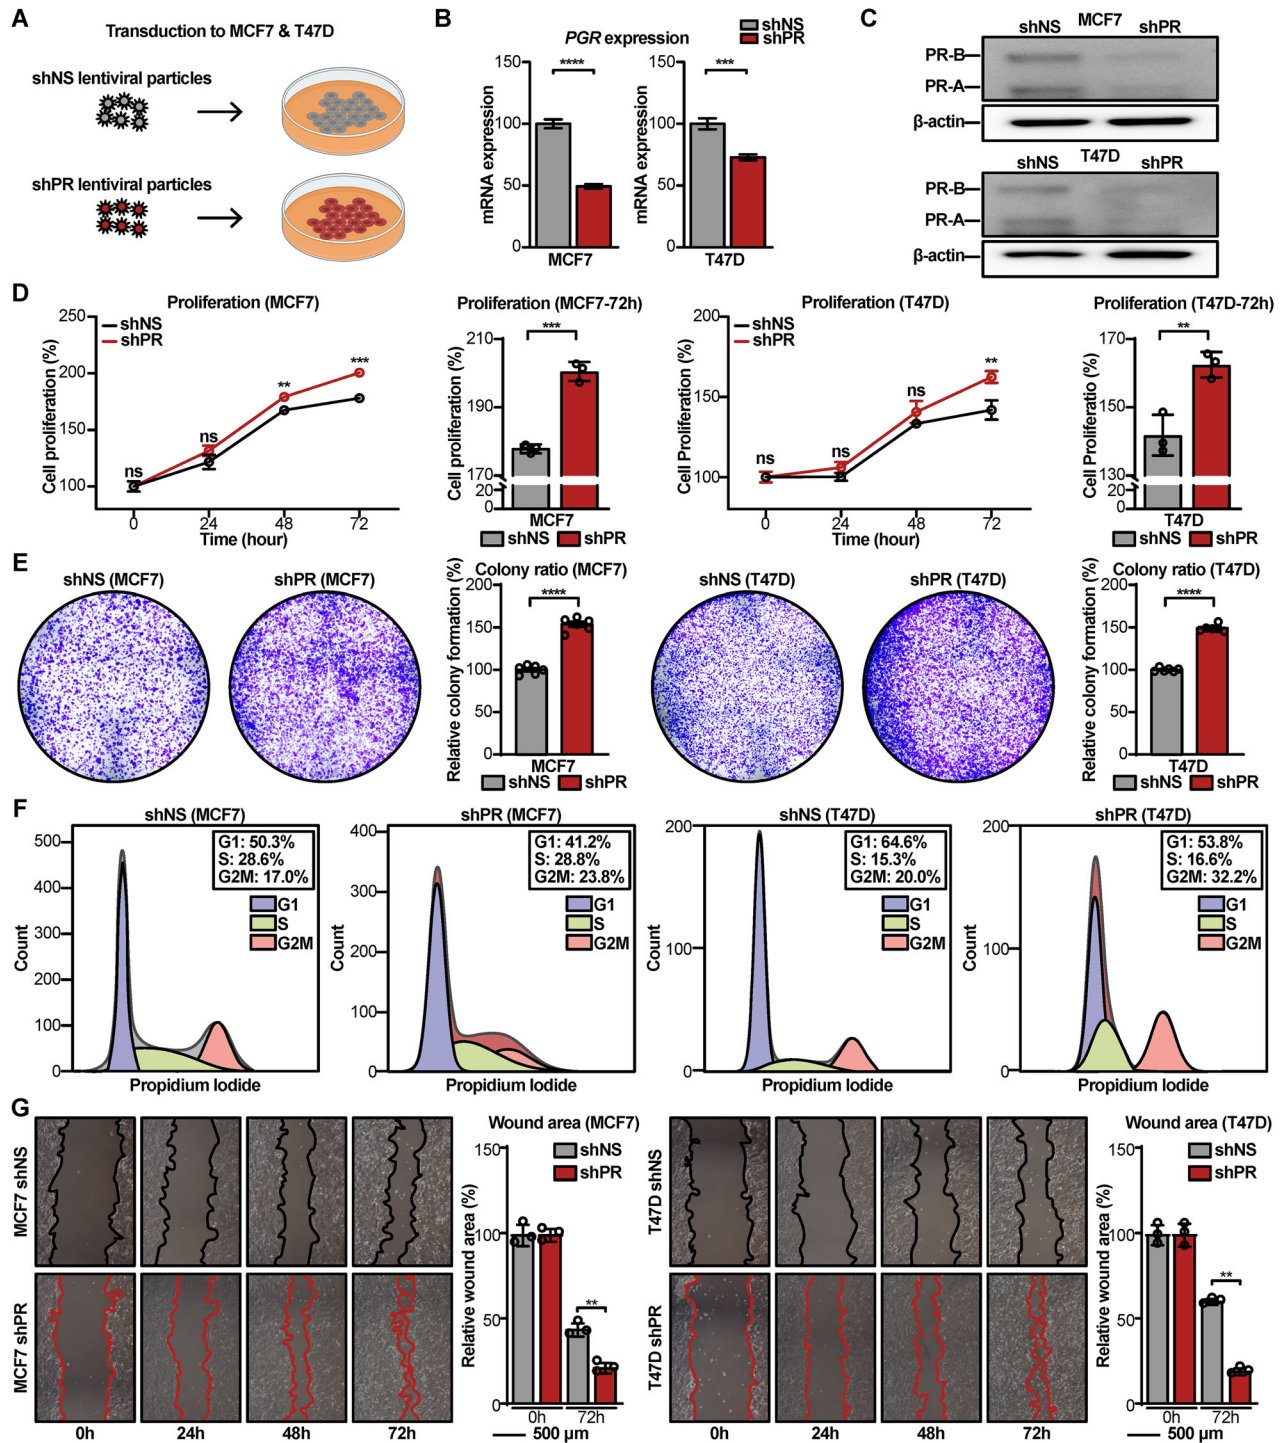 A
Transduction to MCF7 & T47D
shNS lentiviral particles
shPR lentiviral particles
B
PGR expression
shNS
shPR
mRNA expression
150
100
50
0
****
MCF7
mRNA expression
150
100
50
0
***
T47D
C
shNS MCF7 shPR
PR-B
PR-A
β-actin
shNS T47D shPR
PR-B
PR-A
β-actin
D
Proliferation (MCF7)
shNS
shPR
Cell proliferation (%)
250
200
150
100
ns
ns
**
***
0 24 48 72
Time (hour)
Proliferation (MCF7-72h)
Cell proliferation (%)
210
190
170
20
0
***
MCF7
shNS shPR
Proliferation (T47D)
shNS
shPR
Cell Proliferation (%)
200
150
100
ns
ns
ns
**
0 24 48 72
Time (hour)
Proliferation (T47D-72h)
Cell Proliferatio (%)
170
150
130
20
0
**
T47D
shNS shPR
E
shNS (MCF7)
shPR (MCF7)
Colony ratio (MCF7)
Relative colony formation (%)
200
150
100
50
0
****
MCF7
shNS shPR
shNS (T47D)
shPR (T47D)
Colony ratio (T47D)
Relative colony formation (%)
200
150
100
50
0
****
T47D
shNS shPR
F
shNS (MCF7)
Count
500
400
300
200
100
0
G1: 50.3%
S: 28.6%
G2M: 17.0%
G1
S
G2M
Propidium Iodide
shPR (MCF7)
Count
400
300
200
100
0
G1: 41.2%
S: 28.8%
G2M: 23.8%
G1
S
G2M
Propidium Iodide
shNS (T47D)
Count
200
100
0
G1: 64.6%
S: 15.3%
G2M: 20.0%
G1
S
G2M
Propidium Iodide
shPR (T47D)
Count
200
100
0
G1: 53.8%
S: 16.6%
G2M: 32.2%
G1
S
G2M
Propidium Iodide
G
MCF7 shNS
MCF7 shPR
0h 24h 48h 72h
Wound area (MCF7)
Relative wound area (%)
150
100
50
0
shNS
shPR
**
0h 72h
500 µm
T47D shNS
T47D shPR
0h 24h 48h 72h
Wound area (T47D)
Relative wound area (%)
150
100
50
0
shNS
shPR
**
0h 72h
500 µm